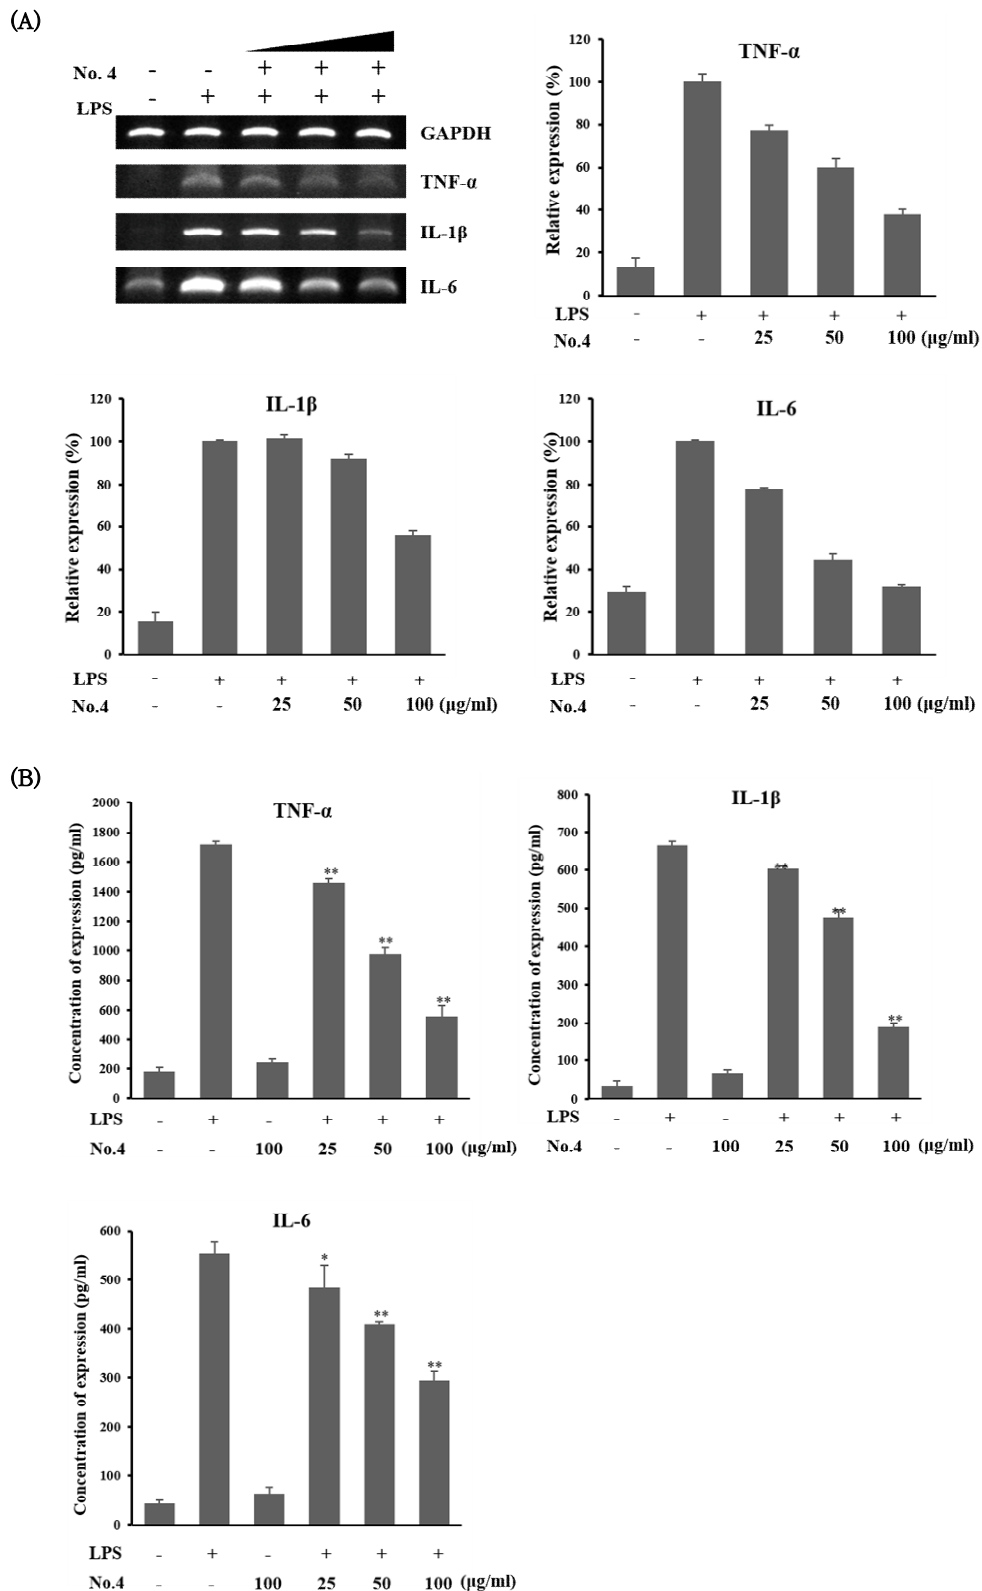 (A)
No. 4 - - + + +
LPS - + + + +
GAPDH
TNF-α
IL-1β
IL-6
TNF-α
Relative expression (%)
120
100
80
60
40
20
0
LPS - + + + +
No.4 - - 25 50 100 (μg/ml)
IL-1β
Relative expression (%)
120
100
80
60
40
20
0
LPS - + + + +
No.4 - - 25 50 100 (μg/ml)
IL-6
Relative expression (%)
120
100
80
60
40
20
0
LPS - + + + +
No.4 - - 25 50 100 (μg/ml)
(B)
TNF-α
Concentration of expression (pg/ml)
2000
1800
1600
1400
1200
1000
800
600
400
200
0
**
**
**
LPS - + - + + +
No.4 - - 100 25 50 100 (μg/ml)
IL-1β
Concentration of expression (pg/ml)
800
700
600
500
400
300
200
100
0
**
**
**
LPS - + - + + +
No.4 - - 100 25 50 100 (μg/ml)
IL-6
Concentration of expression (pg/ml)
600
500
400
300
200
100
0
*
**
**
LPS - + - + + +
No.4 - - 100 25 50 100 (μg/ml)